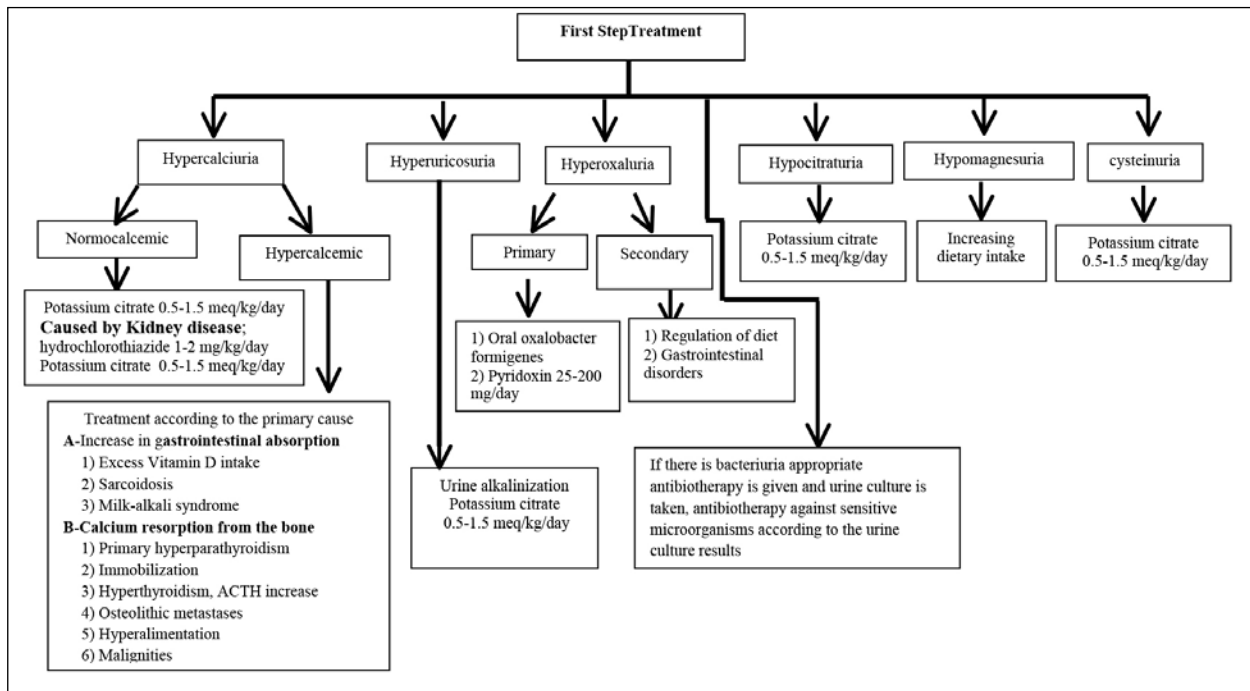 First StepTreatment
Hypercalciuria
Hyperuricosuria
Hyperoxaluria
Hypocitraturia
Hypomagnesuria
cysteinuria
Normocalcemic
Hypercalcemic
Primary
Secondary
Potassium citrate
0.5-1.5 meq/kg/day
Increasing
dietary intake
Potassium citrate
0.5-1.5 meq/kg/day
Potassium citrate 0.5-1.5 meq/day
Caused by Kidney disease;
hydrochlorothiazide 1-2 mg/kg/day
Potassium citrate 0.5-1.5 meq/kg/day
1) Oral oxalobacter
formigenes
2) Pyridoxin 25-200
mg/day
1) Regulation of diet
2) Gastrointestinal
disorders
Treatment according to the primary cause
A-Increase in gastrointestinal absorption
1) Excess Vitamin D intake
2) Sarcoidosis
3) Milk-alkali syndrome
B-Calcium resorption from the bone
1) Primary hyperparathyroidism
2) Immobilization
3) Hyperthyroidism, ACTH increase
4) Osteolithic metastases
5) Hyperalimentation
6) Malignities
Urine alkalinization
Potassium citrate
0.5-1.5 meq/kg/day
If there is bacteriuria appropriate
antibiotherapy is given and urine culture is
taken, antibiotherapy against sensitive
microorganisms according to the urine
culture results